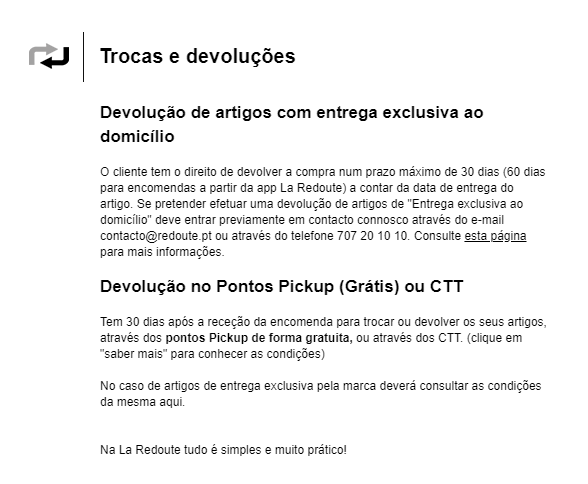 Trocas e devoluções
Devolução de artigos com entrega exclusiva ao
domicílio
O cliente tem o direito de devolver a compra num prazo máximo de 30 dias (60 dias
para encomendas a partir da app La Redoute) a contar da data de entrega do
artigo. Se pretender efetuar uma devolução de artigos de "Entrega exclusiva ao
domicílio" deve entrar previamente em contacto connosco através do e-mail
contacto@redoute.pt ou através do telefone 707 20 10 10. Consulte esta página
para mais informações.
Devolução no Pontos Pickup (Grátis) ou CTT
Tem 30 dias após a receção da encomenda para trocar ou devolver os seus artigos,
através dos pontos Pickup de forma gratuita, ou através dos CTT. (clique em
"saber mais" para conhecer as condições)
No caso de artigos de entrega exclusiva pela marca deverá consultar as condições
da mesma aqui.
Na La Redoute tudo é simples e muito prático!